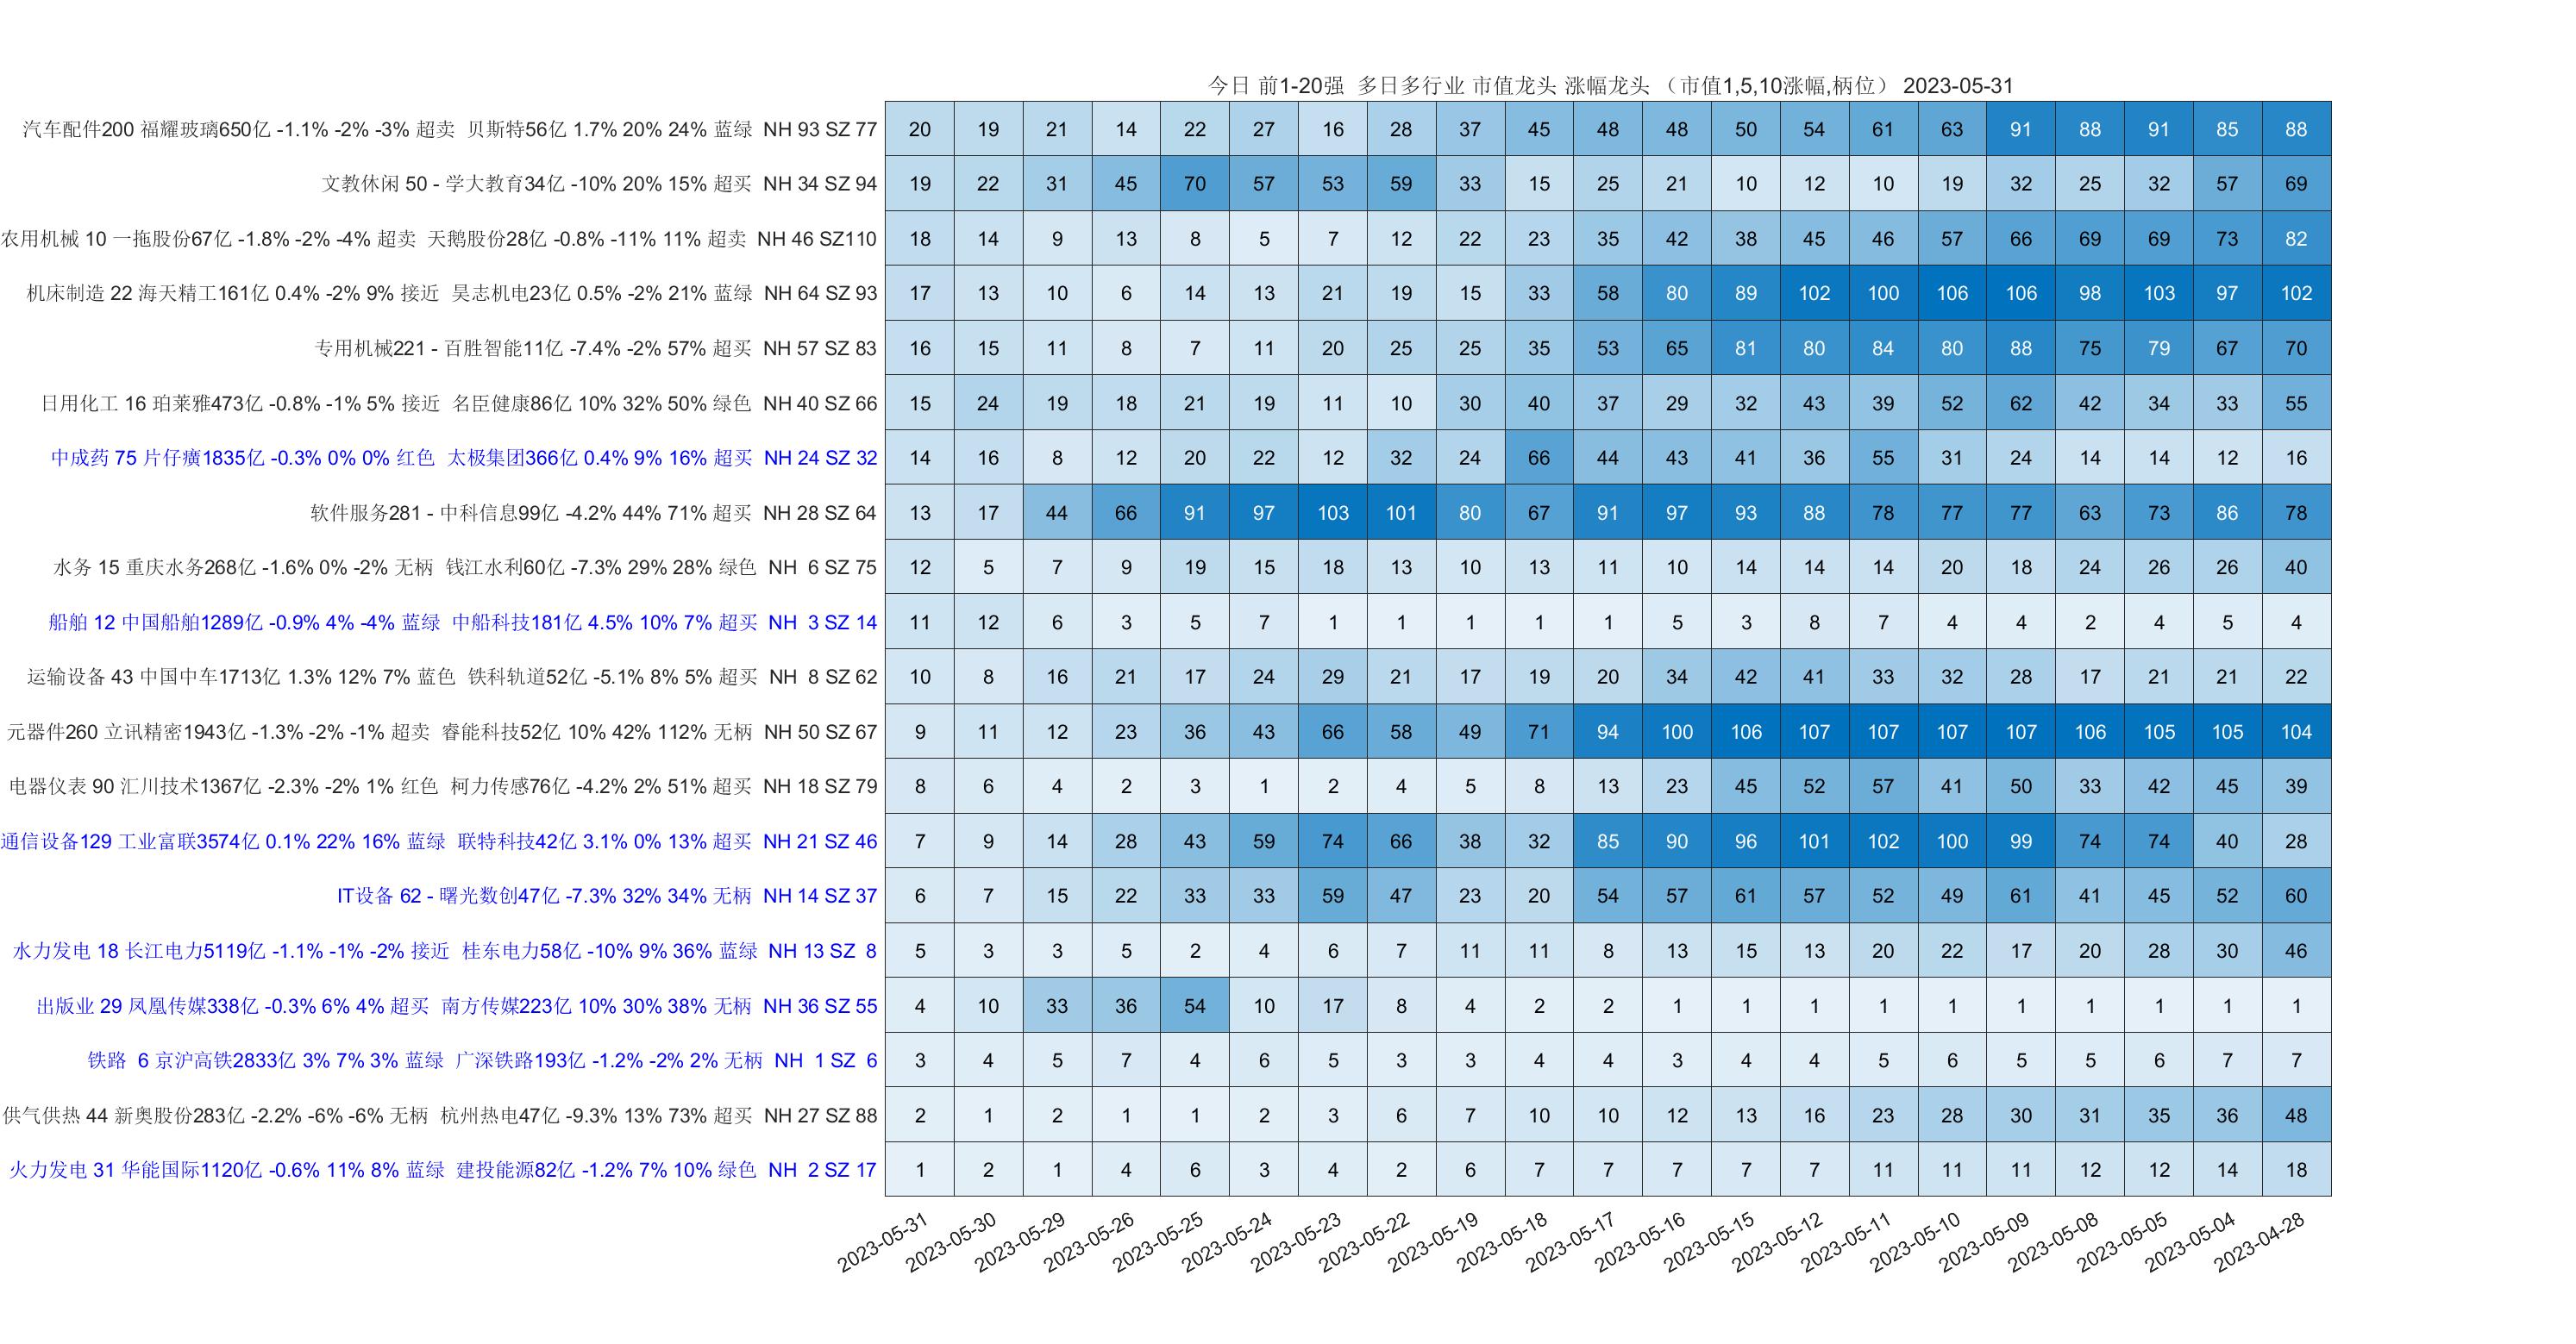 今日 前1-20强 多日多行业 市值龙头 涨幅龙头 （市值1,5,10涨幅,柄位） 2023-05-31
汽车配件200 福耀玻璃650亿 -1.1% -2% -3% 超卖 贝斯特56亿 1.7% 20% 24% 蓝绿 NH 93 SZ 77 20 19 21 14 22 27 16 28 37 45 48 48 50 54 61 63 91 88 91 85 88
文教休闲 50 - 学大教育34亿 -10% 20% 15% 超买 NH 34 SZ 94 19 22 31 45 70 57 53 59 33 15 25 21 10 12 10 19 32 25 32 57 69
农用机械 10 一拖股份67亿 -1.8% -2% -4% 超卖 天鹅股份28亿 -0.8% -11% 11% 超卖 NH 46 SZ110 18 14 9 13 8 5 7 12 22 23 35 42 38 45 46 57 66 69 69 73 82
机床制造 22 海天精工161亿 0.4% -2% 9% 接近 昊志机电23亿 0.5% -2% 21% 蓝绿 NH 64 SZ 93 17 13 10 6 14 13 21 19 15 33 58 80 89 102 100 106 106 98 103 97 102
专用机械221 - 百胜智能11亿 -7.4% -2% 57% 超买 NH 57 SZ 83 16 15 11 8 7 11 20 25 25 35 53 65 81 80 84 80 88 75 79 67 70
日用化工 16 珀莱雅473亿 -0.8% -1% 5% 接近 名臣健康86亿 10% 32% 50% 绿色 NH 40 SZ 66 15 24 19 18 21 19 11 10 30 40 37 29 32 43 39 52 62 42 34 33 55
中成药 75 片仔癀1835亿 -0.3% 0% 0% 红色 太极集团366亿 0.4% 9% 16% 超买 NH 24 SZ 32 14 16 8 12 20 22 12 32 24 66 44 43 41 36 55 31 24 14 14 12 16
软件服务281 - 中科信息99亿 -4.2% 44% 71% 超买 NH 28 SZ 64 13 17 44 66 91 97 103 101 80 67 91 97 93 88 78 77 77 63 73 86 78
水务 15 重庆水务268亿 -1.6% 0% -2% 无柄 钱江水利60亿 -7.3% 29% 28% 绿色 NH 6 SZ 75 12 5 7 9 19 15 18 13 10 13 11 10 14 14 14 20 18 24 26 26 40
船舶 12 中国船舶1289亿 -0.9% 4% -4% 蓝绿 中船科技181亿 4.5% 10% 7% 超买 NH 3 SZ 14 11 12 6 3 5 7 1 1 1 1 1 5 3 8 7 4 4 2 4 5 4
运输设备 43 中国中车1713亿 1.3% 12% 7% 蓝色 铁科轨道52亿 -5.1% 8% 5% 超买 NH 8 SZ 62 10 8 16 21 17 24 29 21 17 19 20 34 42 41 33 32 28 17 21 21 22
元器件260 立讯精密1943亿 -1.3% -2% -1% 超卖 睿能科技52亿 10% 42% 112% 无柄 NH 50 SZ 67 9 11 12 23 36 43 66 58 49 71 94 100 106 107 107 107 107 106 105 105 104
电器仪表 90 汇川技术1367亿 -2.3% -2% 1% 红色 柯力传感76亿 -4.2% 2% 51% 超买 NH 18 SZ 79 8 6 4 2 3 1 2 4 5 8 13 23 45 52 57 41 50 33 42 45 39
通信设备129 工业富联3574亿 0.1% 22% 16% 蓝绿 联特科技42亿 3.1% 0% 13% 超买 NH 21 SZ 46 7 9 14 28 43 59 74 66 38 32 85 90 96 101 102 100 99 74 74 40 28
IT设备 62 - 曙光数创47亿 -7.3% 32% 34% 无柄 NH 14 SZ 37 6 7 15 22 33 33 59 47 23 20 54 57 61 57 52 49 61 41 45 52 60
水力发电 18 长江电力5119亿 -1.1% -1% -2% 接近 桂东电力58亿 -10% 9% 36% 蓝绿 NH 13 SZ 8 5 3 3 5 2 4 6 7 11 11 8 13 15 13 20 22 17 20 28 30 46
出版业 29 凤凰传媒338亿 -0.3% 6% 4% 超买 南方传媒223亿 10% 30% 38% 无柄 NH 36 SZ 55 4 10 33 36 54 10 17 8 4 2 2 1 1 1 1 1 1 1 1 1 1
铁路 6 京沪高铁2833亿 3% 7% 3% 蓝绿 广深铁路193亿 -1.2% -2% 2% 无柄 NH 1 SZ 6 3 4 5 7 4 6 5 3 3 4 4 3 4 4 5 6 5 5 6 7 7
供气供热 44 新奥股份283亿 -2.2% -6% -6% 无柄 杭州热电47亿 -9.3% 13% 73% 超买 NH 27 SZ 88 2 1 2 1 1 2 3 6 7 10 10 12 13 16 23 28 30 31 35 36 48
火力发电 31 华能国际1120亿 -0.6% 11% 8% 蓝绿 建投能源82亿 -1.2% 7% 10% 绿色 NH 2 SZ 17 1 2 1 4 6 3 4 2 6 7 7 7 7 7 11 11 11 12 12 14 18
2023-05-31 2023-05-30 2023-05-29 2023-05-26 2023-05-25 2023-05-24 2023-05-23 2023-05-22 2023-05-19 2023-05-18 2023-05-17 2023-05-16 2023-05-15 2023-05-12 2023-05-11 2023-05-10 2023-05-09 2023-05-08 2023-05-05 2023-05-04 2023-04-28